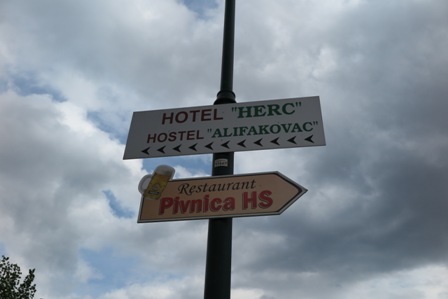 HOTEL "HERC"
HOSTEL "ALIFAKOVAC"
Restaurant
Pivnica HS